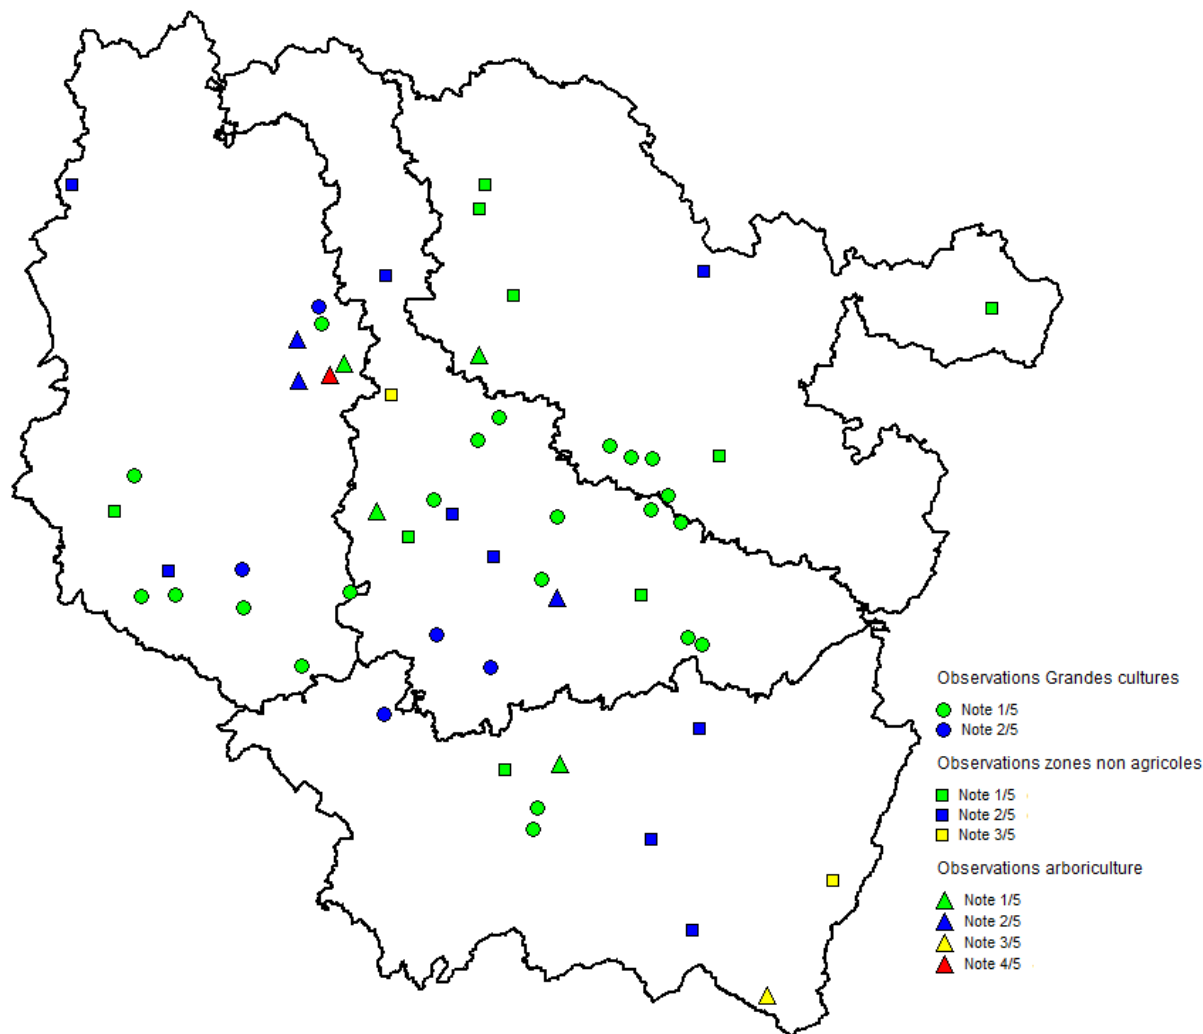 Observations Grandes cultures
Note 1/5
Note 2/5
Observations zones non agricoles
Note 1/5
Note 2/5
Note 3/5
Observations arboriculture
Note 1/5
Note 2/5
Note 3/5
Note 4/5